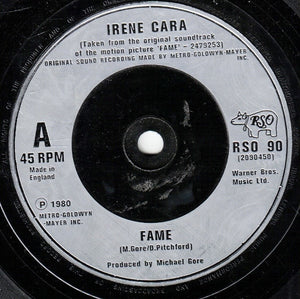 IRENE CARA
(Taken from the original soundtrack
of the motion picture 'FAME' - 2479253)
ORIGINAL SOUND RECORDING MADE BY METRO-GOLDWYN-MAYER
INC.
A
45 RPM
Made in
England
RSO
RSO 90
(2090450)
Warner Bros.
Music Ltd.
℗ 1980
METRO-GOLDWYN
-MAYER INC.
FAME
(M.Gore/D.Pitchford)
Produced by Michael Gore